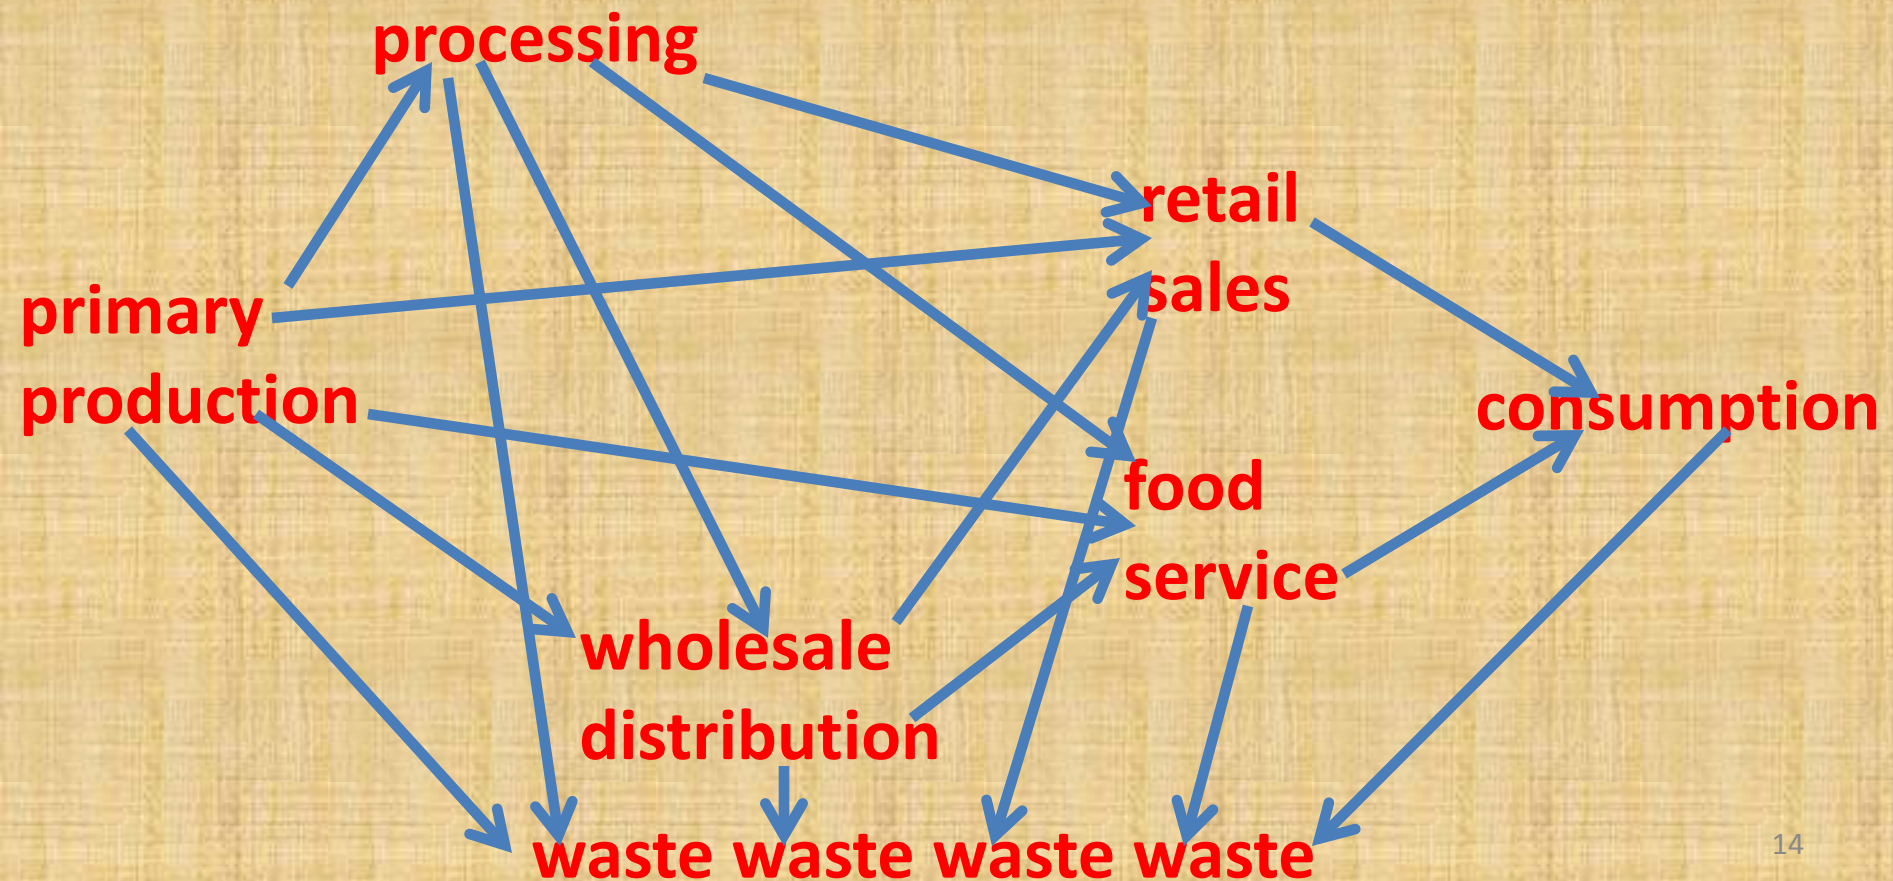 processing
retail
sales
primary
production
consumption
food
service
wholesale
distribution
waste waste waste waste
14